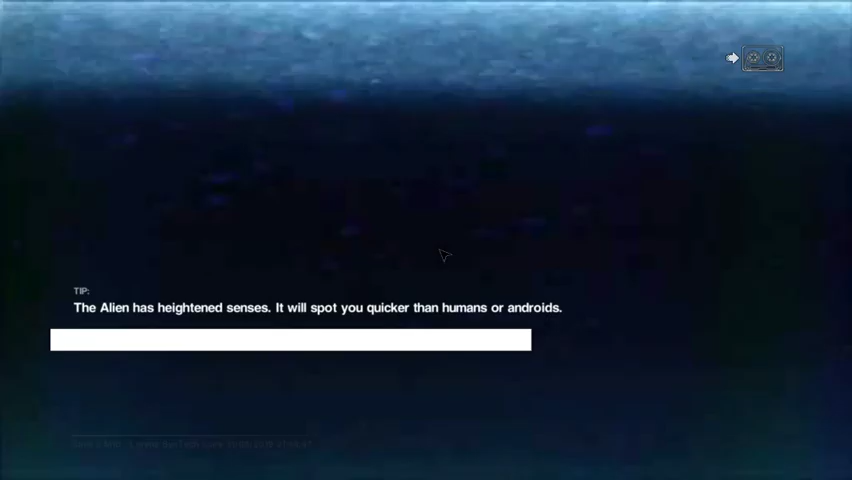 TIP:
The Alien has heightened senses. It will spot you quicker than humans or androids.